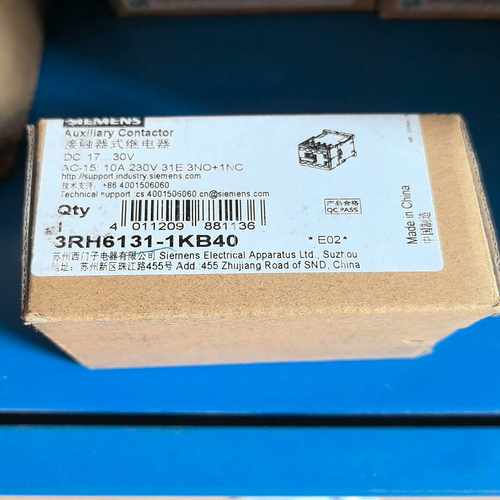 SIEMENS
Auxiliary Contactor
接触器式继电器
DC 17...30V
AC-15, 10A 230V 31E 3NO+1NC
http://support.industry.siemens.com
技术支持: +86 4001506060
Technical support: cs.4001506060.cn@siemens.com
Qty
1
4 011209 881136
产品合格
QC PASS
3RH6131-1KB40
*E02*
苏州西门子电器有限公司 Siemens Electrical Apparatus Ltd., Suzhou
苏州新区珠江路455号 Add. 455 Zhujiang Road of SND, China
Made in China
中国制造